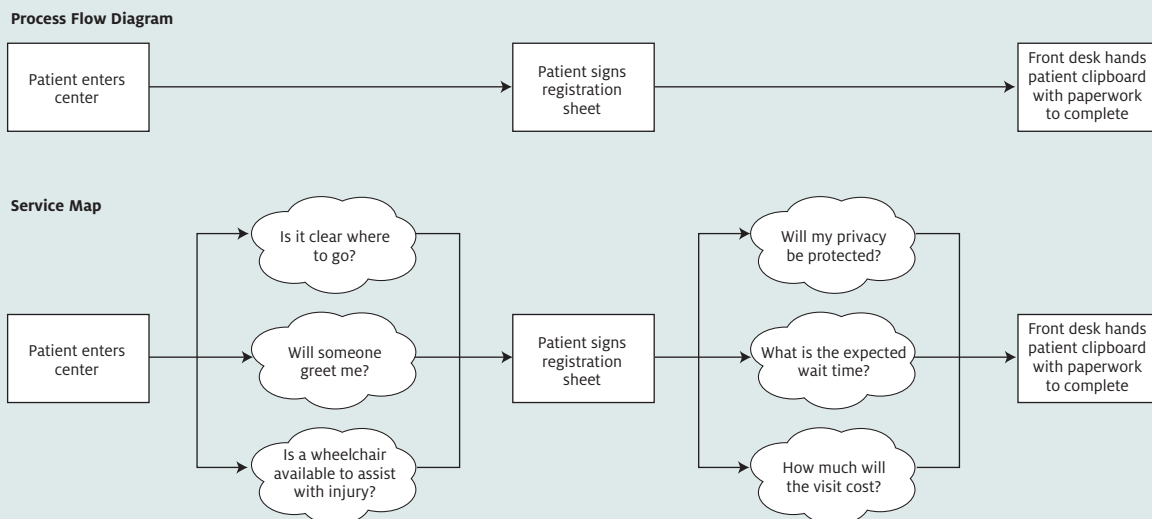 Process Flow Diagram
Patient enters
center
Patient signs
registration
sheet
Front desk hands
patient clipboard
with paperwork
to complete
Service Map
Is it clear where
to go?
Will my privacy
be protected?
Patient enters
center
Will someone
greet me?
Patient signs
registration
sheet
What is the expected
wait time?
Front desk hands
patient clipboard
with paperwork
to complete
Is a wheelchair
available to assist
with injury?
How much will
the visit cost?